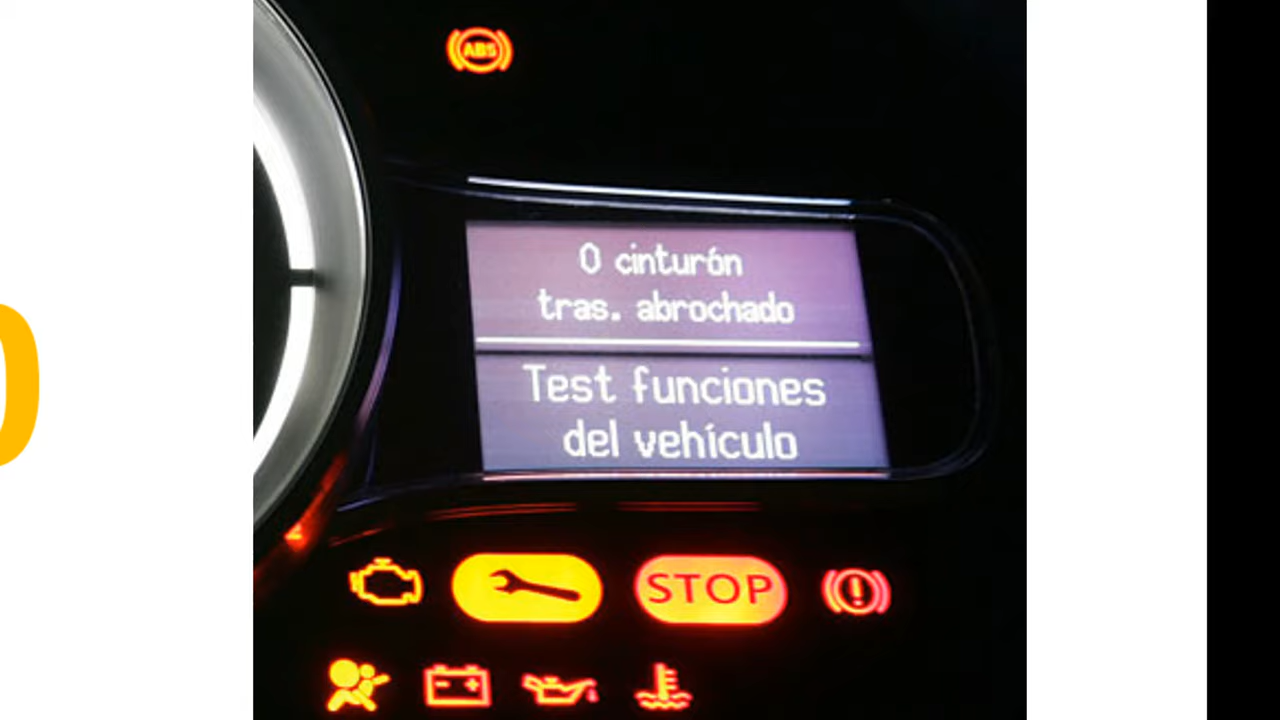 ABS
0 cinturón
tras. abrochado
Test funciones
del vehículo
STOP